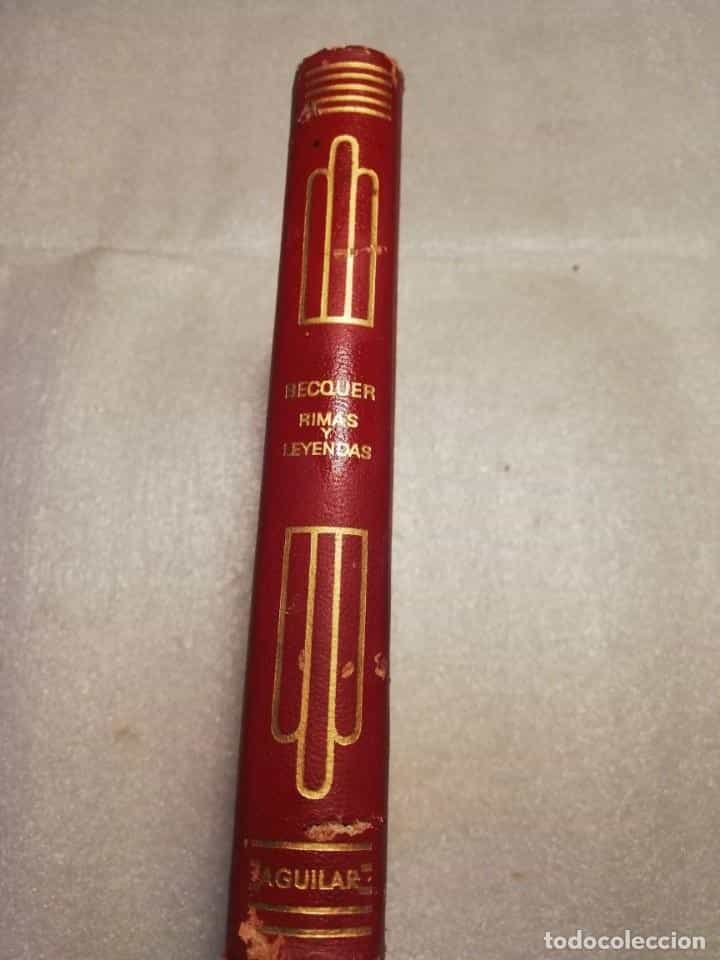 BECQUER
RIMAS
Y
LEYENDAS
AGUILAR
todocoleccion